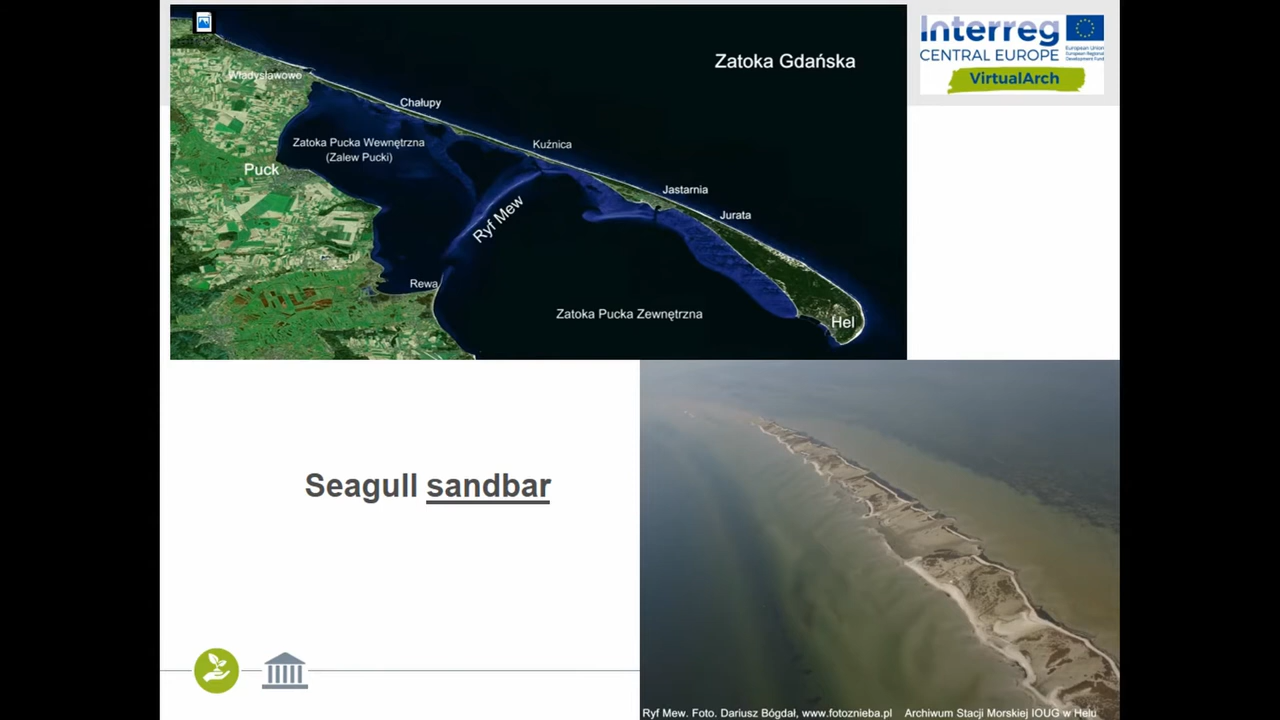 Interreg
CENTRAL EUROPE
European Union
European Regional
Development Fund
VirtualArch
Zatoka Gdańska
Władysławowo
Chałupy
Kuźnica
Zatoka Pucka Wewnętrzna
(Zalew Pucki)
Puck
Jastarnia
Jurata
Ryf Mew
Rewa
Zatoka Pucka Zewnętrzna
Hel
Seagull sandbar
Ryf Mew. Foto. Dariusz Bógdał, www.fotoznieba.pl Archiwum Stacji Morskiej IOUG w Helu